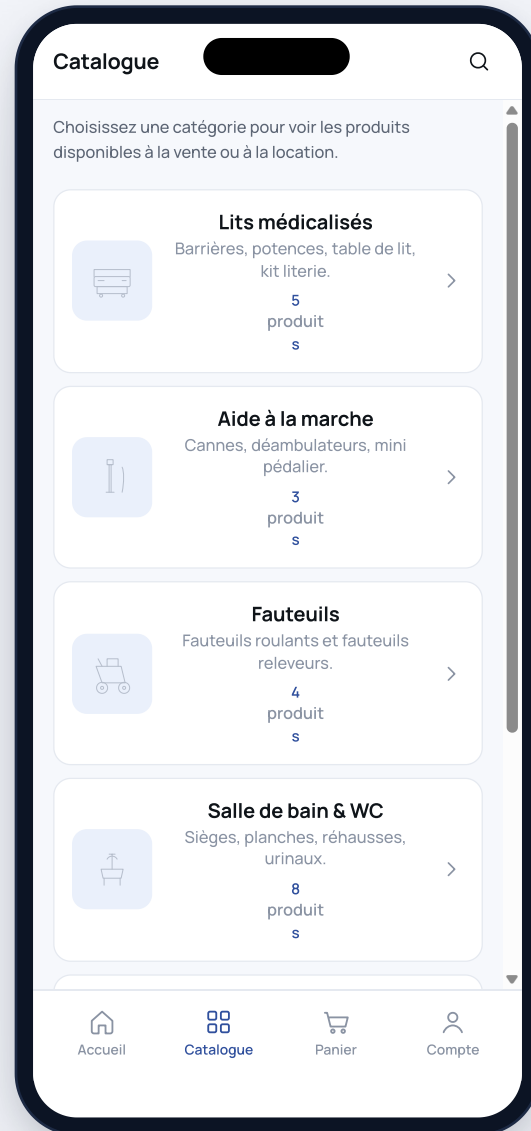 Catalogue
Choisissez une catégorie pour voir les produits
disponibles à la vente ou à la location.
Lits médicalisés
Barrières, potences, table de lit,
kit literie.
5
produit
s
Aide à la marche
Cannes, déambulateurs, mini
pédalier.
3
produit
s
Fauteuils
Fauteuils roulants et fauteuils
releveurs.
4
produit
s
Salle de bain & WC
Sièges, planches, réhausses,
urinaux.
8
produit
s
Accueil
Catalogue
Panier
Compte